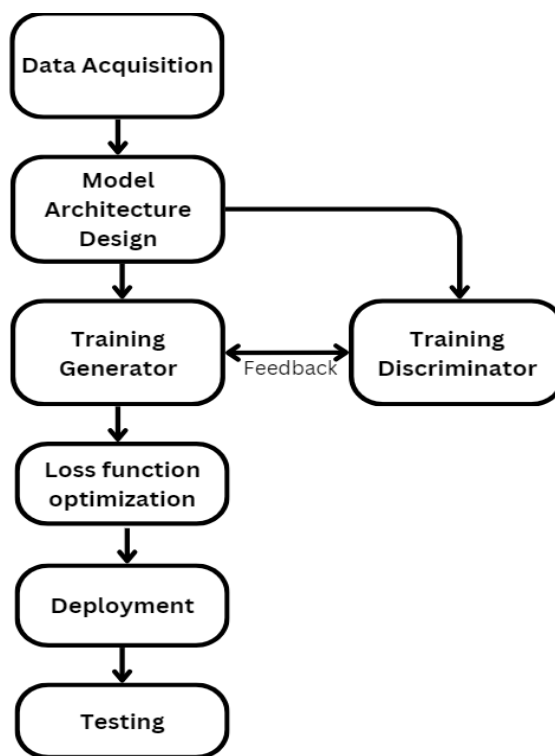 Data Acquisition
Model
Architecture
Design
Training
Generator
Feedback
Training
Discriminator
Loss function
optimization
Deployment
Testing